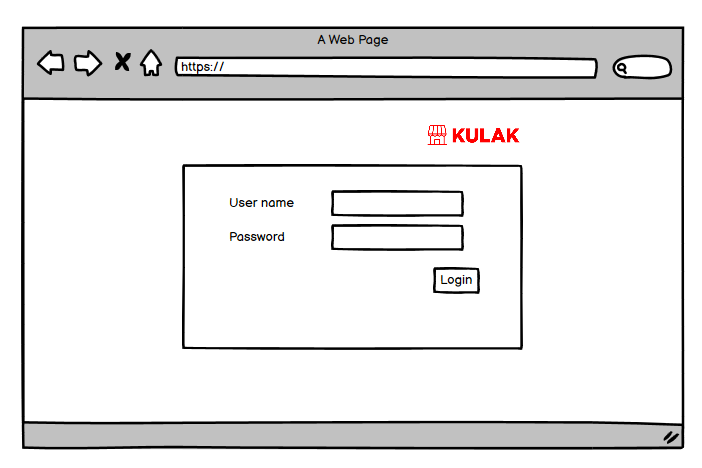 A Web Page
https://
KULAK
User name
Password
Login